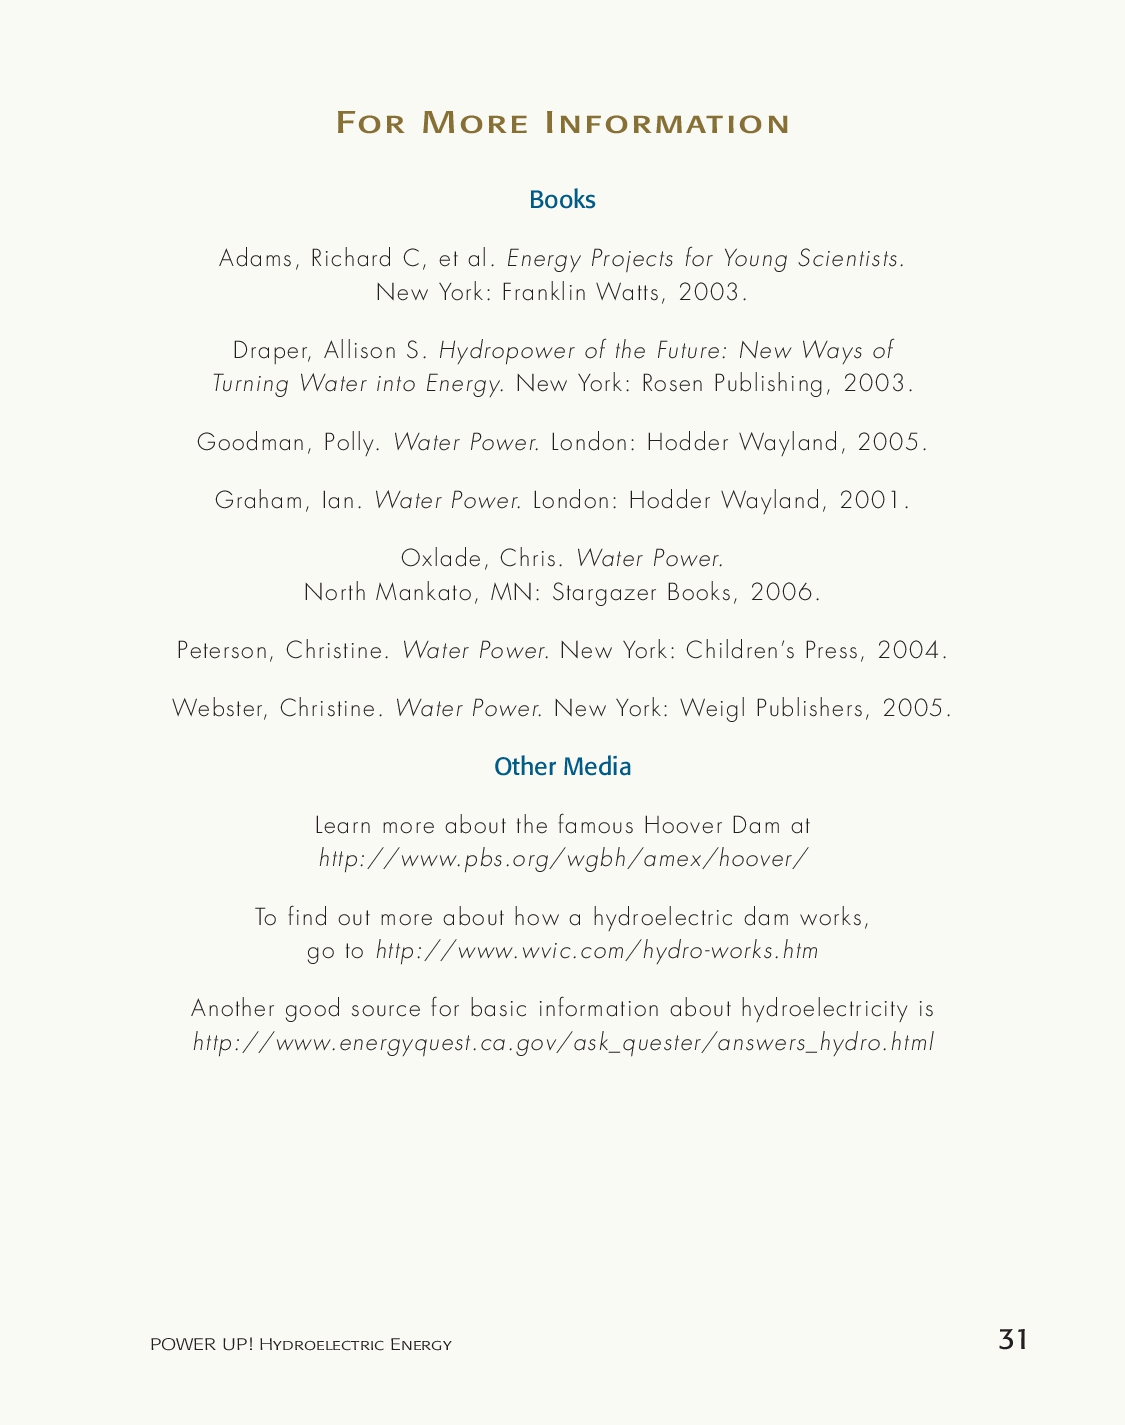 For More Information
Books
Adams, Richard C, et al. Energy Projects for Young Scientists.
New York: Franklin Watts, 2003.
Draper, Allison S. Hydropower of the Future: New Ways of
Turning Water into Energy. New York: Rosen Publishing, 2003.
Goodman, Polly. Water Power. London: Hodder Wayland, 2005.
Graham, Ian. Water Power. London: Hodder Wayland, 2001.
Oxlade, Chris. Water Power.
North Mankato, MN: Stargazer Books, 2006.
Peterson, Christine. Water Power. New York: Children’s Press, 2004.
Webster, Christine. Water Power. New York: Weigl Publishers, 2005.
Other Media
Learn more about the famous Hoover Dam at
http://www.pbs.org/wgbh/amex/hoover/
To find out more about how a hydroelectric dam works,
go to http://www.wvic.com/hydro-works.htm
Another good source for basic information about hydroelectricity is
http://www.energyquest.ca.gov/ask_quester/answers_hydro.html
POWER UP! Hydroelectric Energy
31